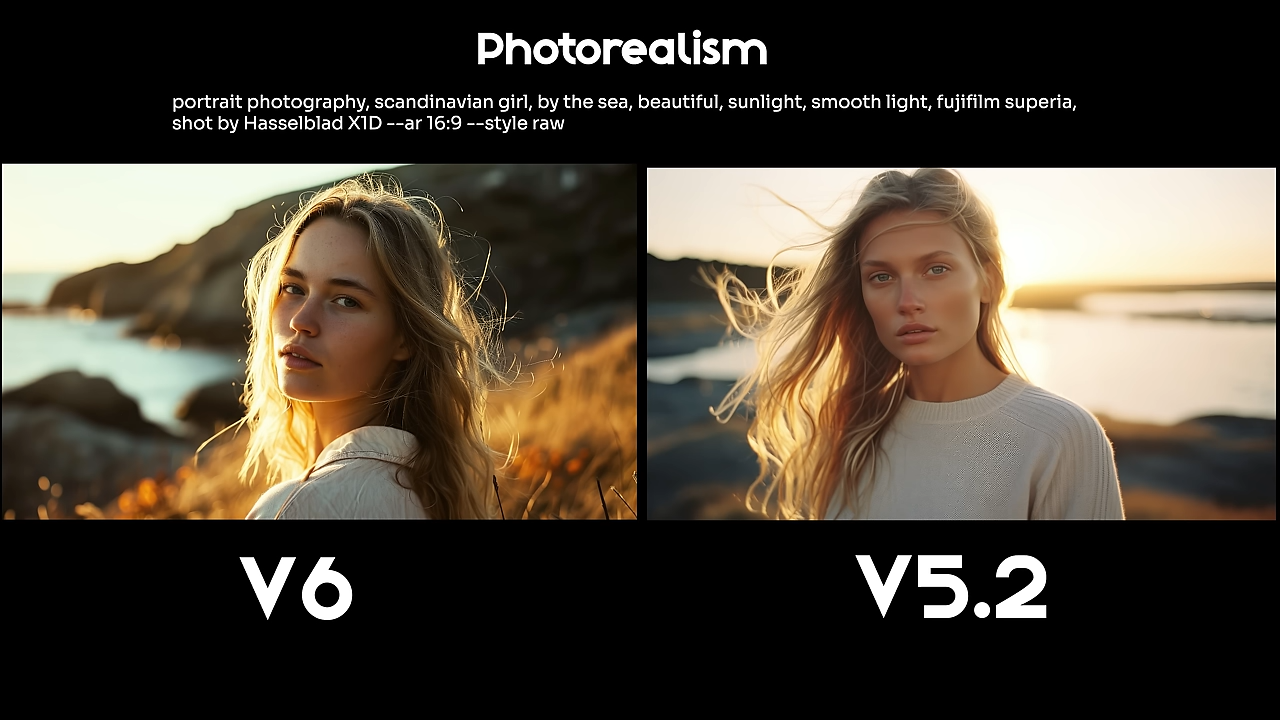 Photorealism
portrait photography, scandinavian girl, by the sea, beautiful, sunlight, smooth light, fujifilm superia,
shot by Hasselblad X1D --ar 16:9 --style raw
V6
V5.2